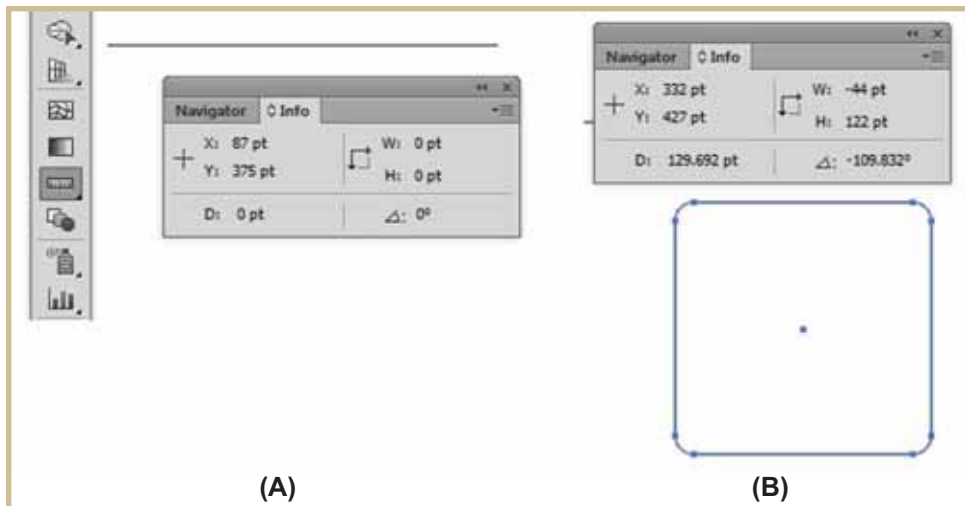 Navigator Info
X: 87 pt W: 0 pt
Y: 375 pt H: 0 pt
D: 0 pt : 0°
(A)
Navigator Info
X: 332 pt W: -44 pt
Y: 427 pt H: 122 pt
D: 129.692 pt : -109.832°
(B)